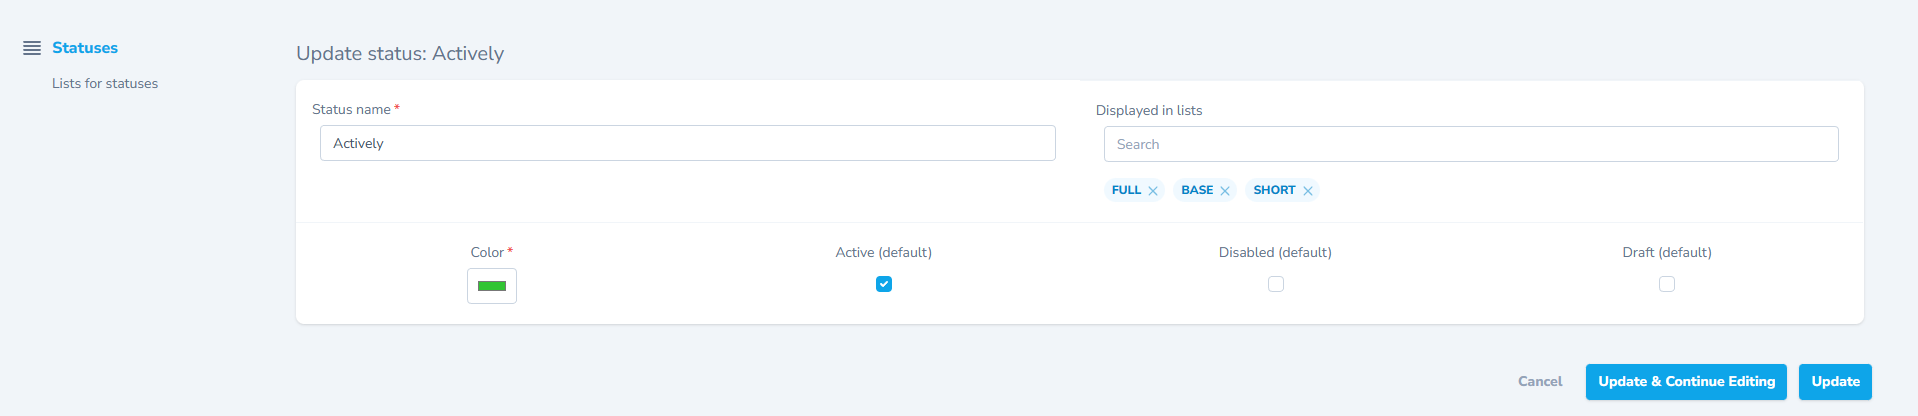 Statuses
Lists for statuses
Update status: Actively
Status name *
Actively
Displayed in lists
Search
FULL BASE SHORT
Color *
Active (default)
Disabled (default)
Draft (default)
Cancel
Update & Continue Editing
Update